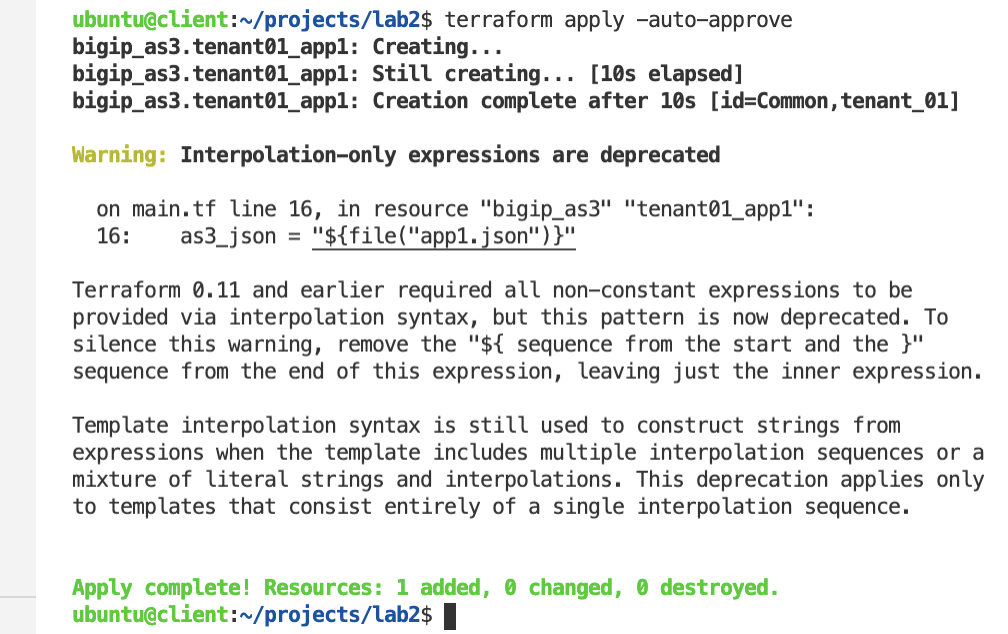 ubuntu@client:~/projects/lab2$ terraform apply -auto-approve
bigip_as3.tenant01_app1: Creating...
bigip_as3.tenant01_app1: Still creating... [10s elapsed]
bigip_as3.tenant01_app1: Creation complete after 10s [id=Common,tenant_01]
Warning: Interpolation-only expressions are deprecated
on main.tf line 16, in resource "bigip_as3" "tenant01_app1":
16: as3_json = "${file("app1.json")}"
Terraform 0.11 and earlier required all non-constant expressions to be
provided via interpolation syntax, but this pattern is now deprecated. To
silence this warning, remove the "${ sequence from the start and the }"
sequence from the end of this expression, leaving just the inner expression.
Template interpolation syntax is still used to construct strings from
expressions when the template includes multiple interpolation sequences or a
mixture of literal strings and interpolations. This deprecation applies only
to templates that consist entirely of a single interpolation sequence.
Apply complete! Resources: 1 added, 0 changed, 0 destroyed.
ubuntu@client:~/projects/lab2$